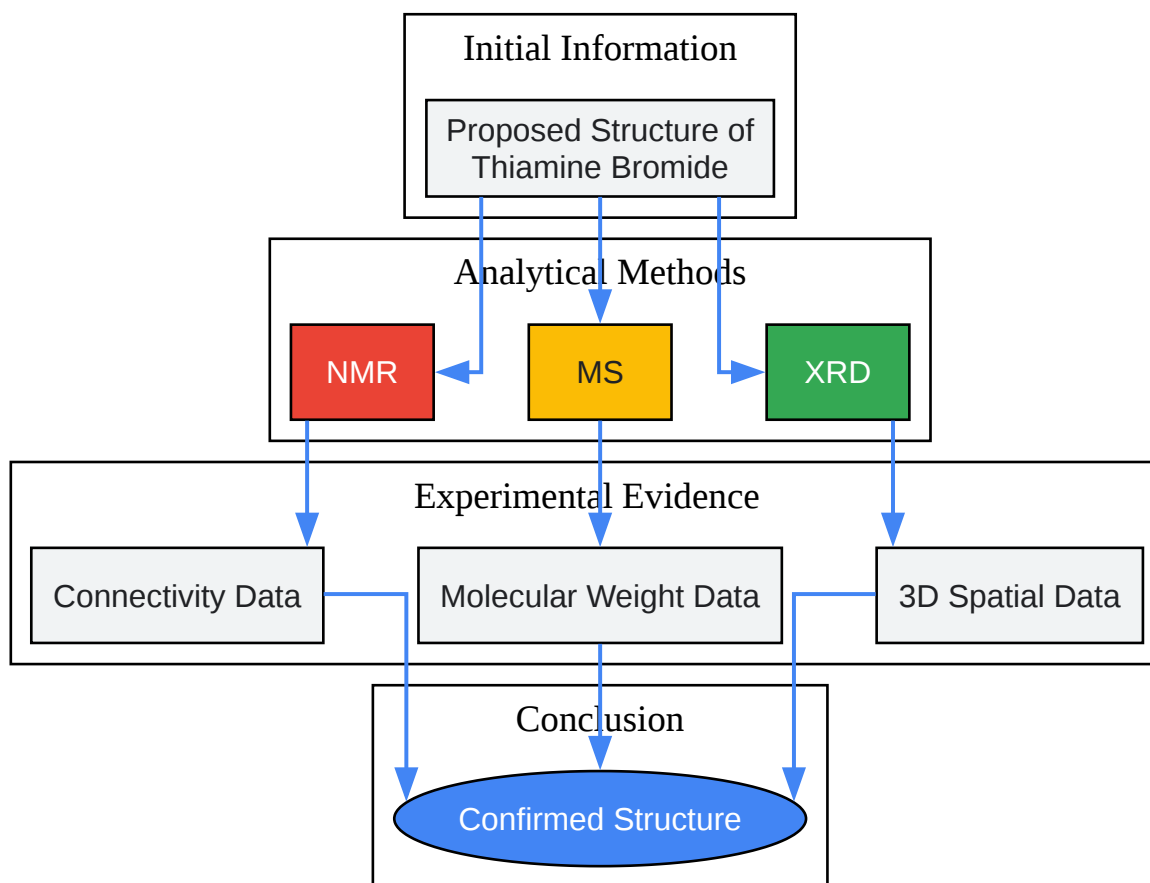 Initial Information
Proposed Structure of
Thiamine Bromide
Analytical Methods
NMR
MS
XRD
Experimental Evidence
Connectivity Data
Molecular Weight Data
3D Spatial Data
Conclusion
Confirmed Structure